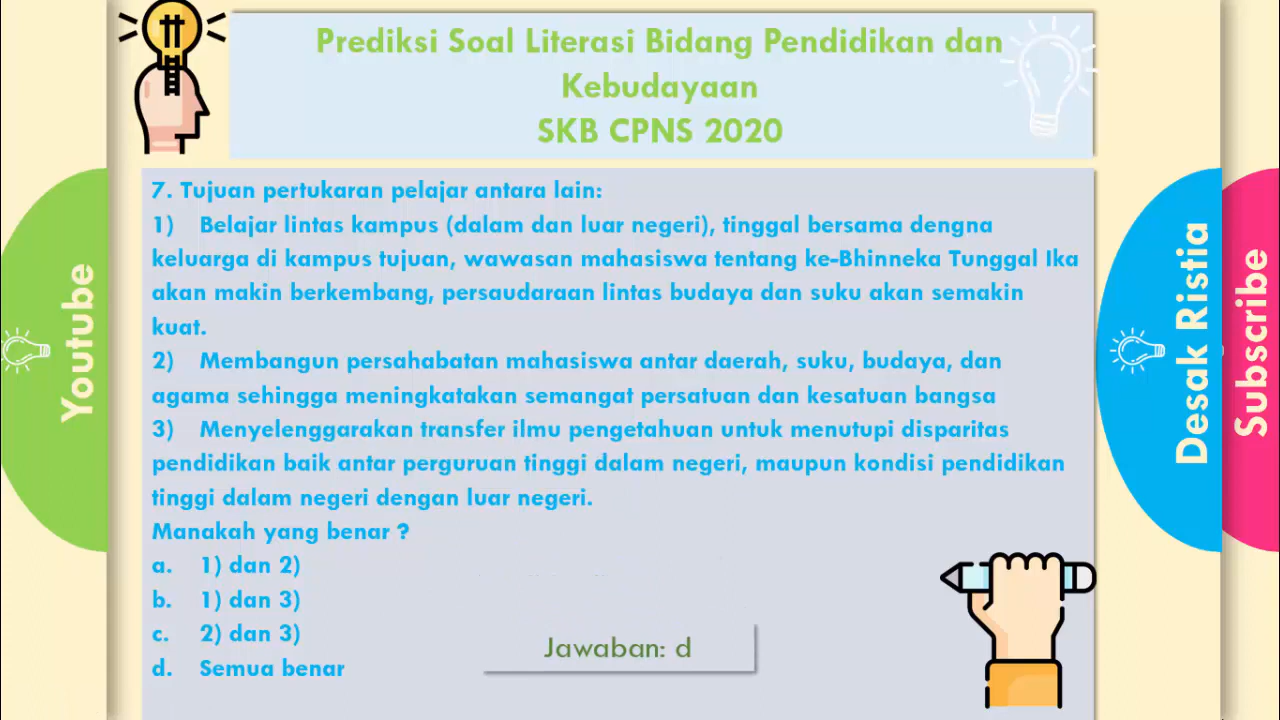 Prediksi Soal Literasi Bidang Pendidikan dan
Kebudayaan
SKB CPNS 2020
7. Tujuan pertukaran pelajar antara lain:
1) Belajar lintas kampus (dalam dan luar negeri), tinggal bersama dengna
keluarga di kampus tujuan, wawasan mahasiswa tentang ke-Bhinneka Tunggal Ika
akan makin berkembang, persaudaraan lintas budaya dan suku akan semakin
kuat.
2) Membangun persahabatan mahasiswa antar daerah, suku, budaya, dan
agama sehingga meningkatakan semangat persatuan dan kesatuan bangsa
3) Menyelenggarakan transfer ilmu pengetahuan untuk menutupi disparitas
pendidikan baik antar perguruan tinggi dalam negeri, maupun kondisi pendidikan
tinggi dalam negeri dengan luar negeri.
Manakah yang benar ?
a. 1) dan 2)
b. 1) dan 3)
c. 2) dan 3)
d. Semua benar
Jawaban: d
Youtube
Desak Ristia
Subscribe